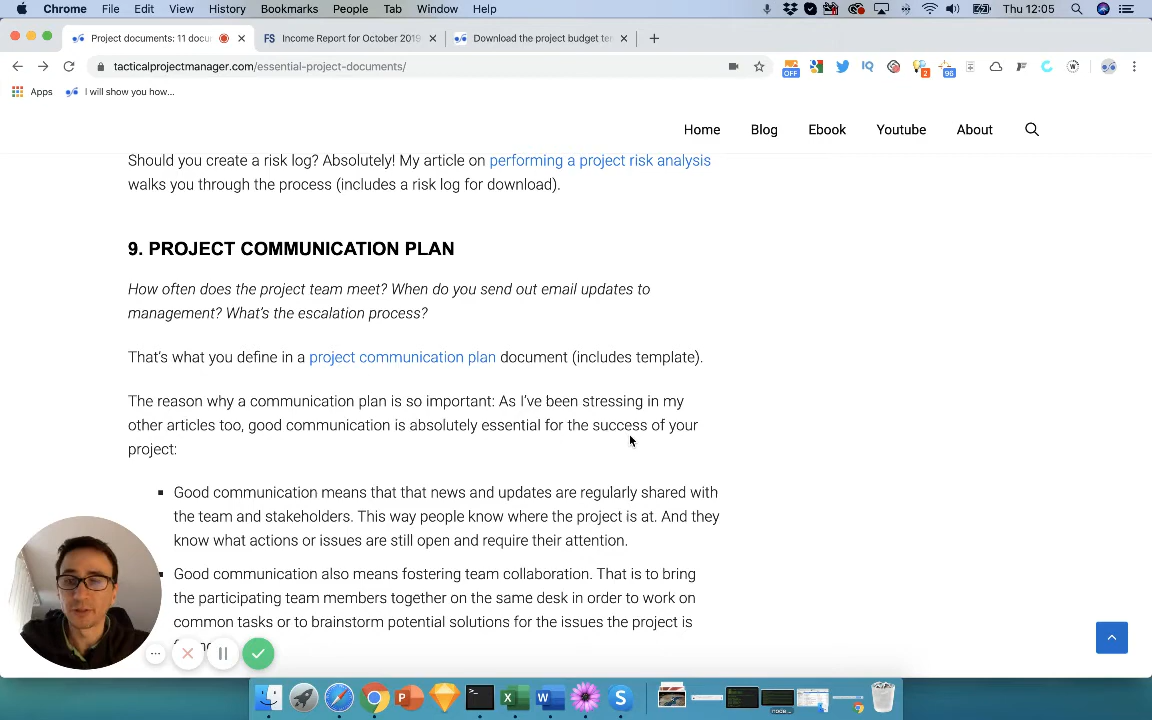 Chrome File Edit View History Bookmarks People Tab Window Help Thu 12:05
Project documents: 11 docu FS Income Report for October 2019 Download the project budget te
tacticalprojectmanager.com/essential-project-documents/ OFF IQ 2 96
Apps I will show you how...
Home Blog Ebook Youtube About
Should you create a risk log? Absolutely! My article on performing a project risk analysis
walks you through the process (includes a risk log for download).
9. PROJECT COMMUNICATION PLAN
How often does the project team meet? When do you send out email updates to
management? What's the escalation process?
That's what you define in a project communication plan document (includes template).
The reason why a communication plan is so important: As I've been stressing in my
other articles too, good communication is absolutely essential for the success of your
project:
Good communication means that that news and updates are regularly shared with
the team and stakeholders. This way people know where the project is at. And they
know what actions or issues are still open and require their attention.
Good communication also means fostering team collaboration. That is to bring
the participating team members together on the same desk in order to work on
common tasks or to brainstorm potential solutions for the issues the project is